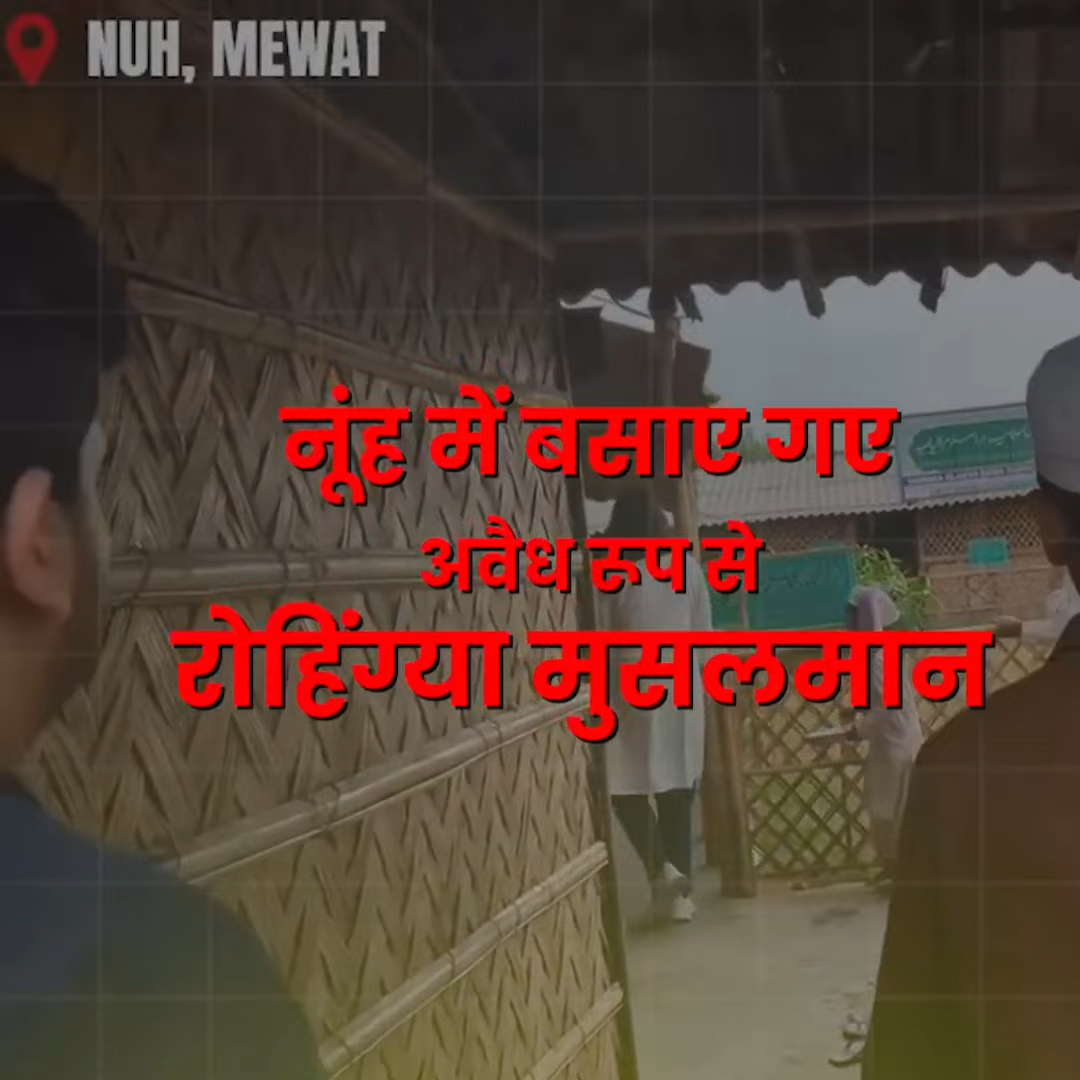 NUH, MEWAT
नूंह में बसाए गए
अवैध रूप से
रोहिंग्या मुसलमान